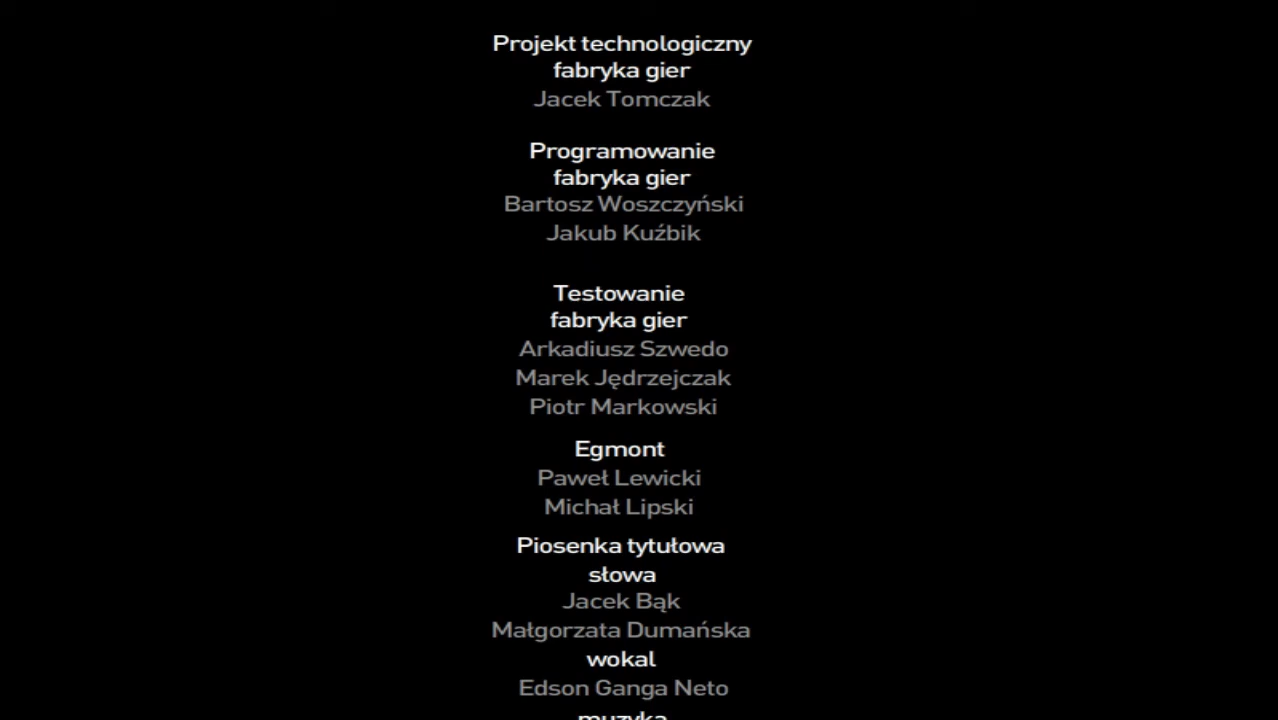 Projekt technologiczny
fabryka gier
Jacek Tomczak
Programowanie
fabryka gier
Bartosz Woszczyński
Jakub Kuźbik
Testowanie
fabryka gier
Arkadiusz Szwedo
Marek Jędrzejczak
Piotr Markowski
Egmont
Paweł Lewicki
Michał Lipski
Piosenka tytułowa
słowa
Jacek Bąk
Małgorzata Dumańska
wokal
Edson Ganga Neto
muzyka